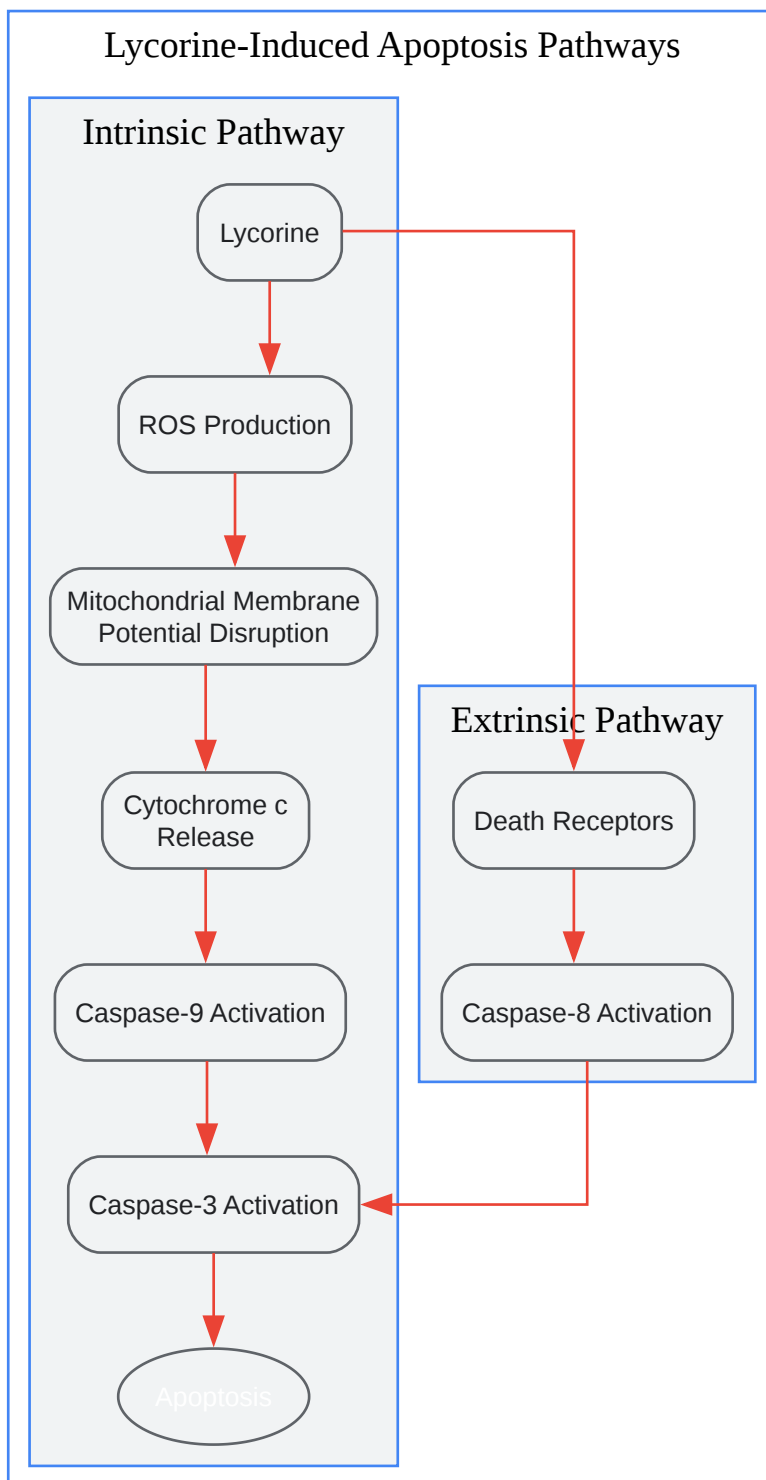 Lycorine-Induced Apoptosis Pathways
Intrinsic Pathway
Lycorine
ROS Production
Mitochondrial Membrane
Potential Disruption
Cytochrome c
Release
Caspase-9 Activation
Caspase-3 Activation
Apoptosis
Extrinsic Pathway
Death Receptors
Caspase-8 Activation